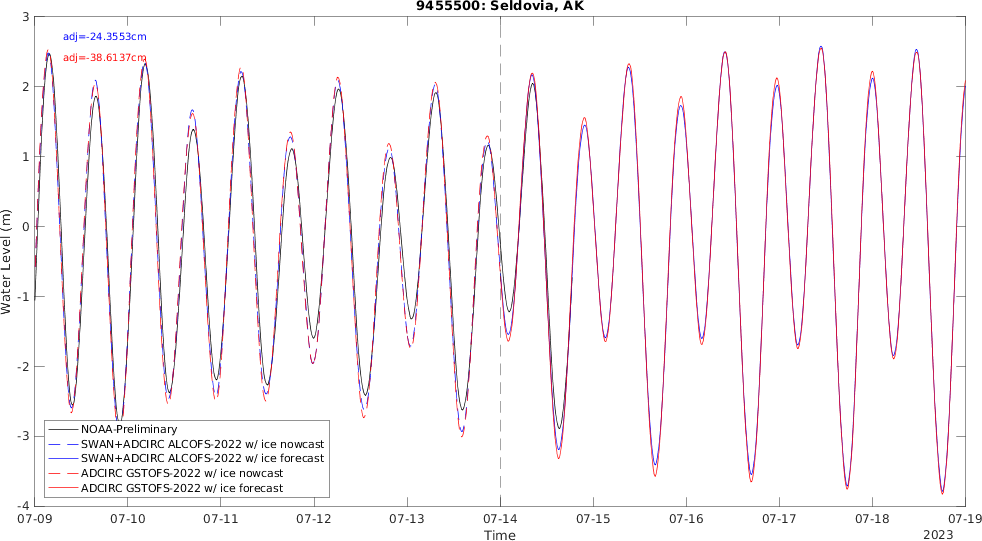 9455500: Seldovia, AK
adj=-24.3553cm
adj=-38.6137cm
3
2
1
0
-1
-2
-3
-4
Water Level (m)
NOAA-Preliminary
SWAN+ADCIRC ALCOFS-2022 w/ ice nowcast
SWAN+ADCIRC ALCOFS-2022 w/ ice forecast
ADCIRC GSTOFS-2022 w/ ice nowcast
ADCIRC GSTOFS-2022 w/ ice forecast
07-09 07-10 07-11 07-12 07-13 07-14 07-15 07-16 07-17 07-18 07-19
Time
2023